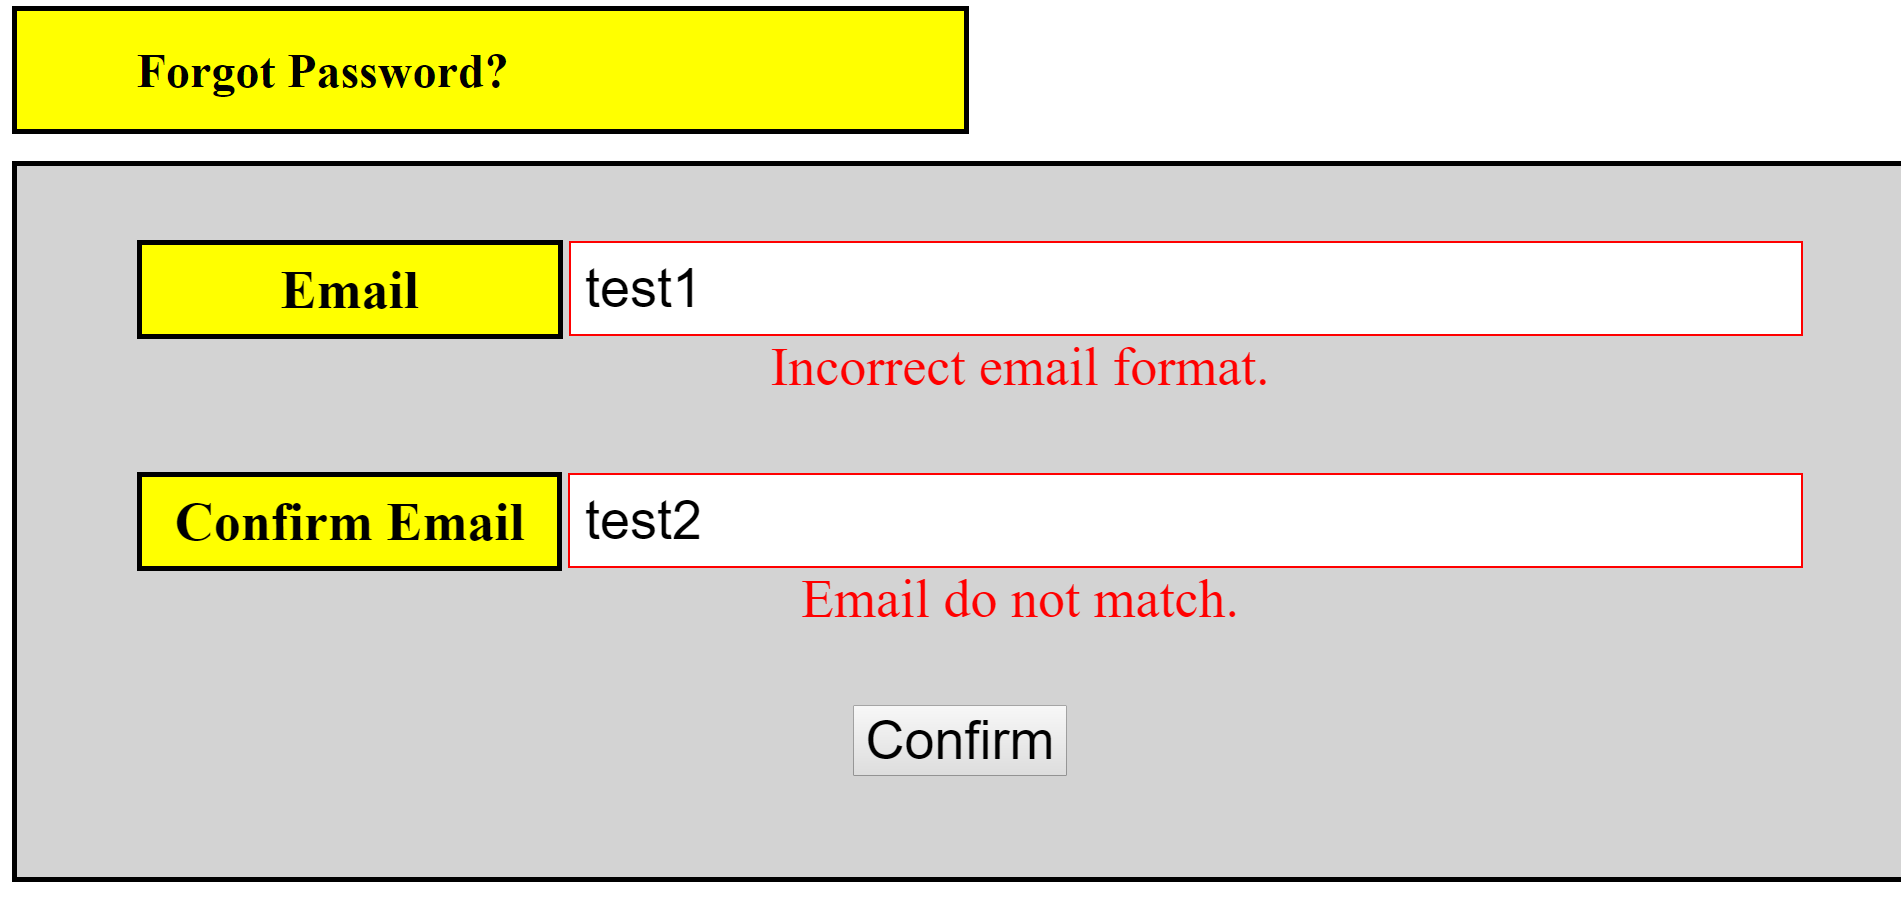 Forgot Password?
Email
test1
Incorrect email format.
Confirm Email
test2
Email do not match.
Confirm